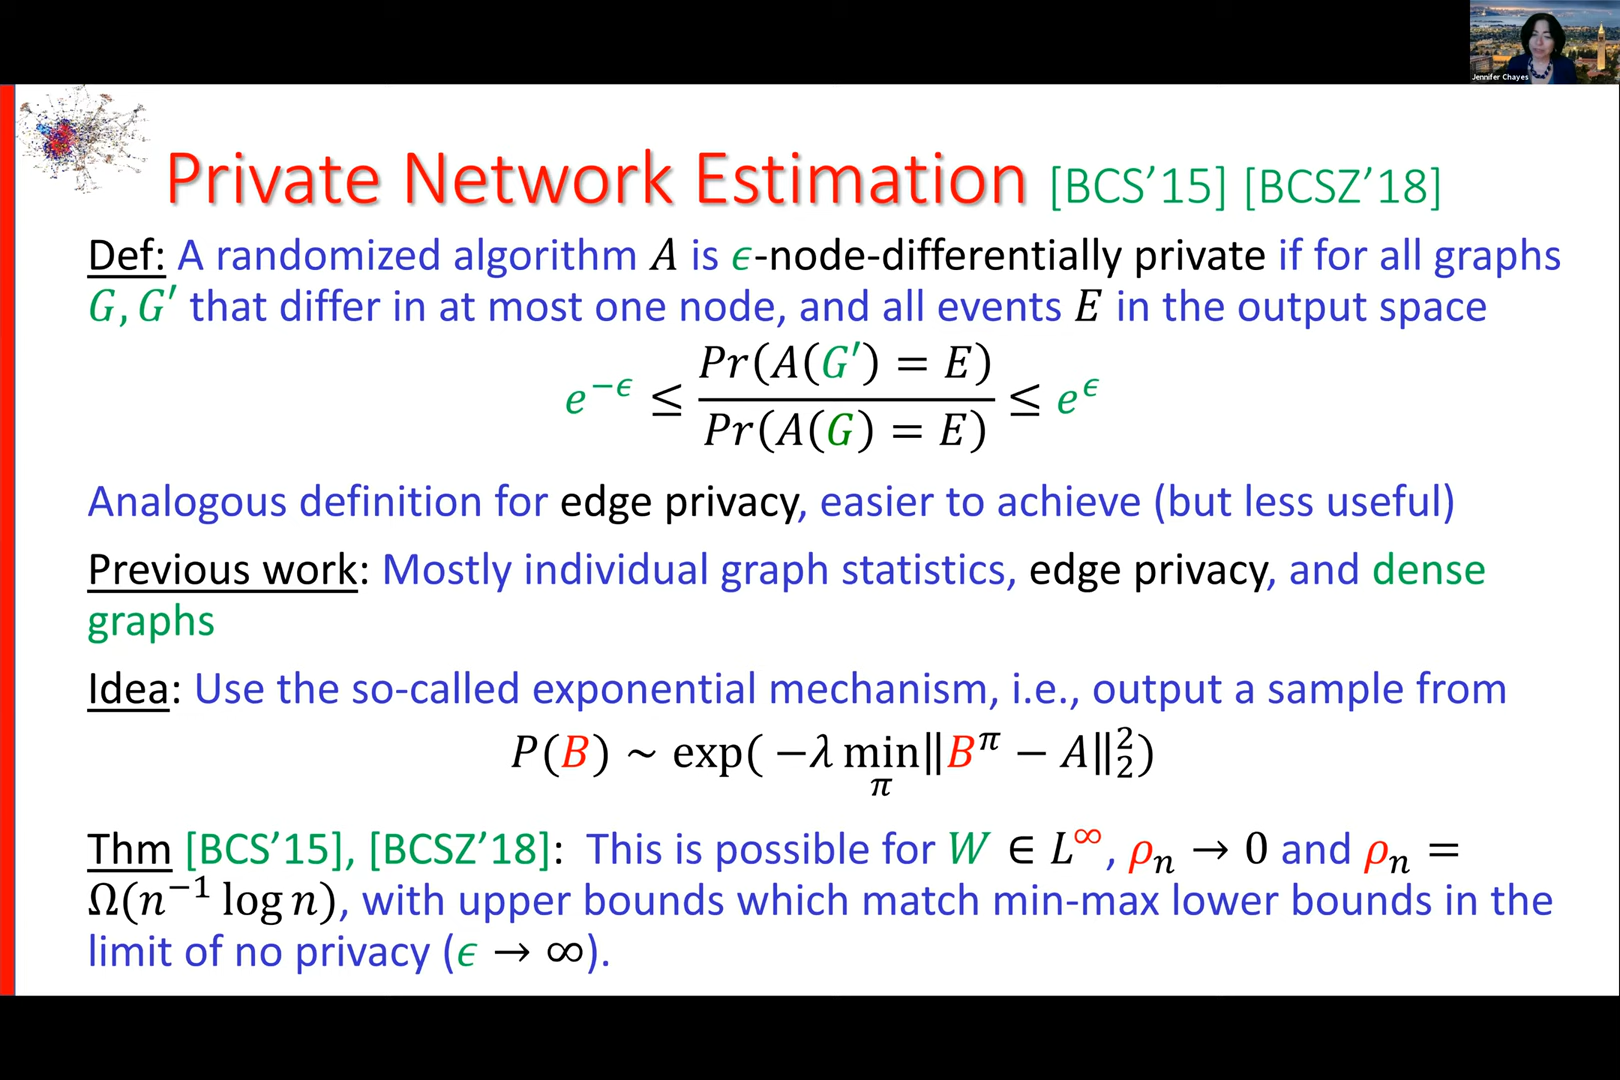 Jennifer Chayes
Private Network Estimation [BCS’15] [BCSZ’18]
Def: A randomized algorithm A is ϵ-node-differentially private if for all graphs
G, G′ that differ in at most one node, and all events E in the output space
e^{−ϵ} ≤ Pr(A(G′) = E) / Pr(A(G) = E) ≤ e^ϵ
Analogous definition for edge privacy, easier to achieve (but less useful)
Previous work: Mostly individual graph statistics, edge privacy, and dense
graphs
Idea: Use the so-called exponential mechanism, i.e., output a sample from
P(B) ~ exp( −λ min_π ‖B^π − A‖₂²)
Thm [BCS’15], [BCSZ’18]: This is possible for W ∈ L^∞, ρₙ → 0 and ρₙ =
Ω(n⁻¹ log n), with upper bounds which match min-max lower bounds in the
limit of no privacy (ϵ → ∞).